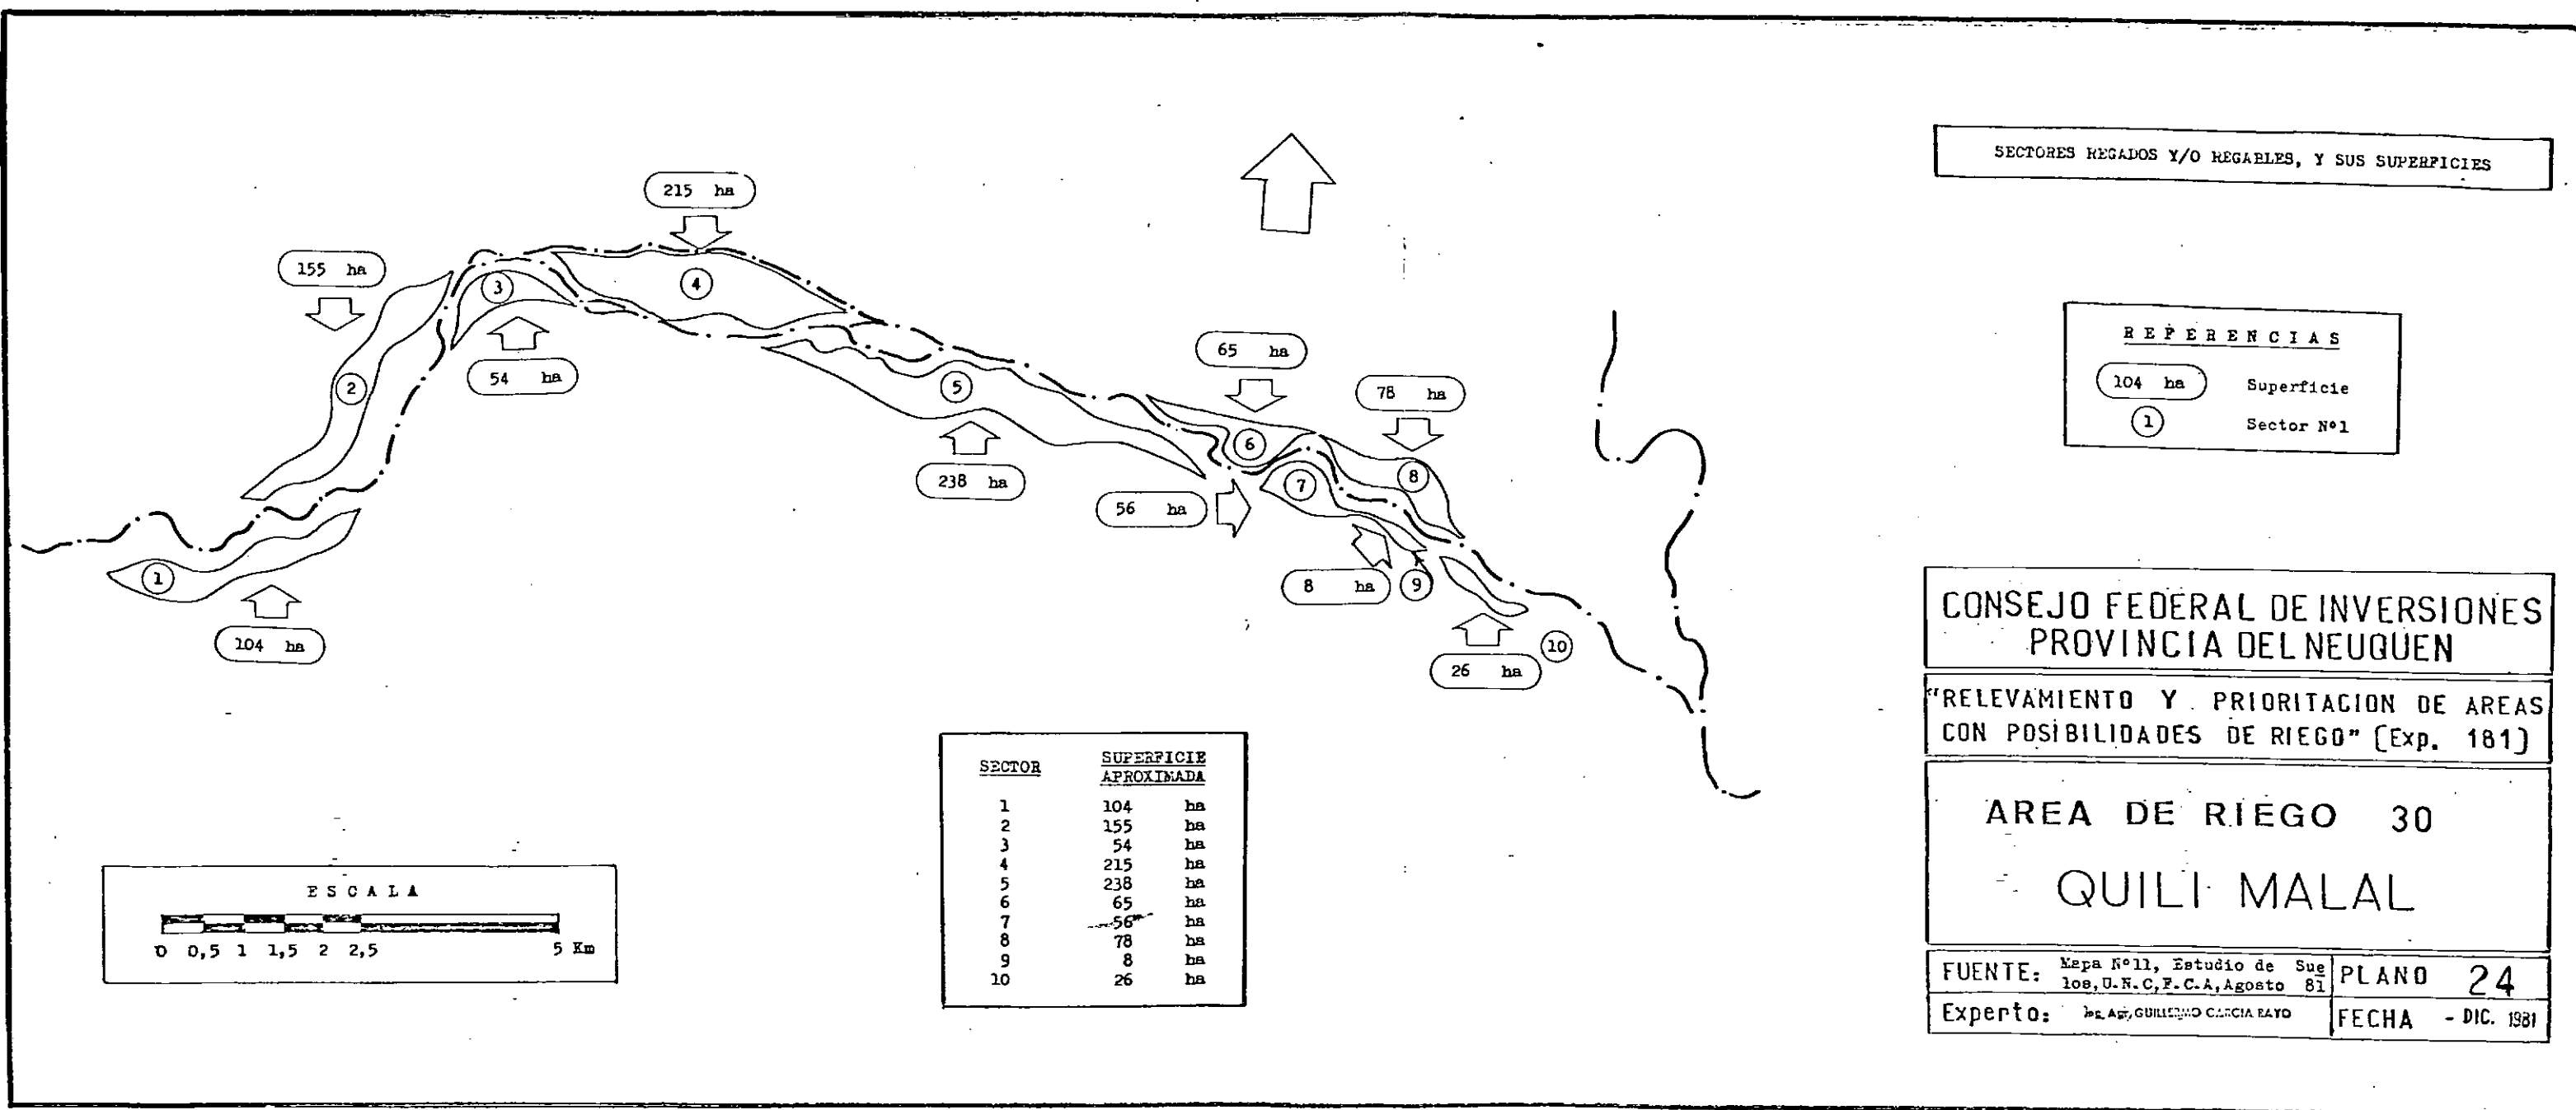 SECTORES REGADOS Y/O REGABLES, Y SUS SUPERFICIES
215 ha
155 ha
4
3
54 ha
2
65 ha
78 ha
5
6
8
7
238 ha
56 ha
1
8 ha
9
104 ha
26 ha
10
REFERENCIAS
104 ha Superficie
1 Sector Nº1
CONSEJO FEDERAL DE INVERSIONES
PROVINCIA DEL NEUQUEN
"RELEVAMIENTO Y PRIORITACION DE AREAS
CON POSIBILIDADES DE RIEGO" (Exp. 181)
AREA DE RIEGO 30
QUILI MALAL
FUENTE: Mapa Nº11, Estudio de Sue
los, U.N.C, F.C.A, Agosto 81
PLANO 24
Experto: Ing. Agr. GUILLERMO GARCIA
FECHA - DIC. 1981
SECTOR SUPERFICIE
APROXIMADA
1 104 ha
2 155 ha
3 54 ha
4 215 ha
5 238 ha
6 65 ha
7 56 ha
8 78 ha
9 8 ha
10 26 ha
ESCALA
0 0,5 1 1,5 2 2,5 5 Km